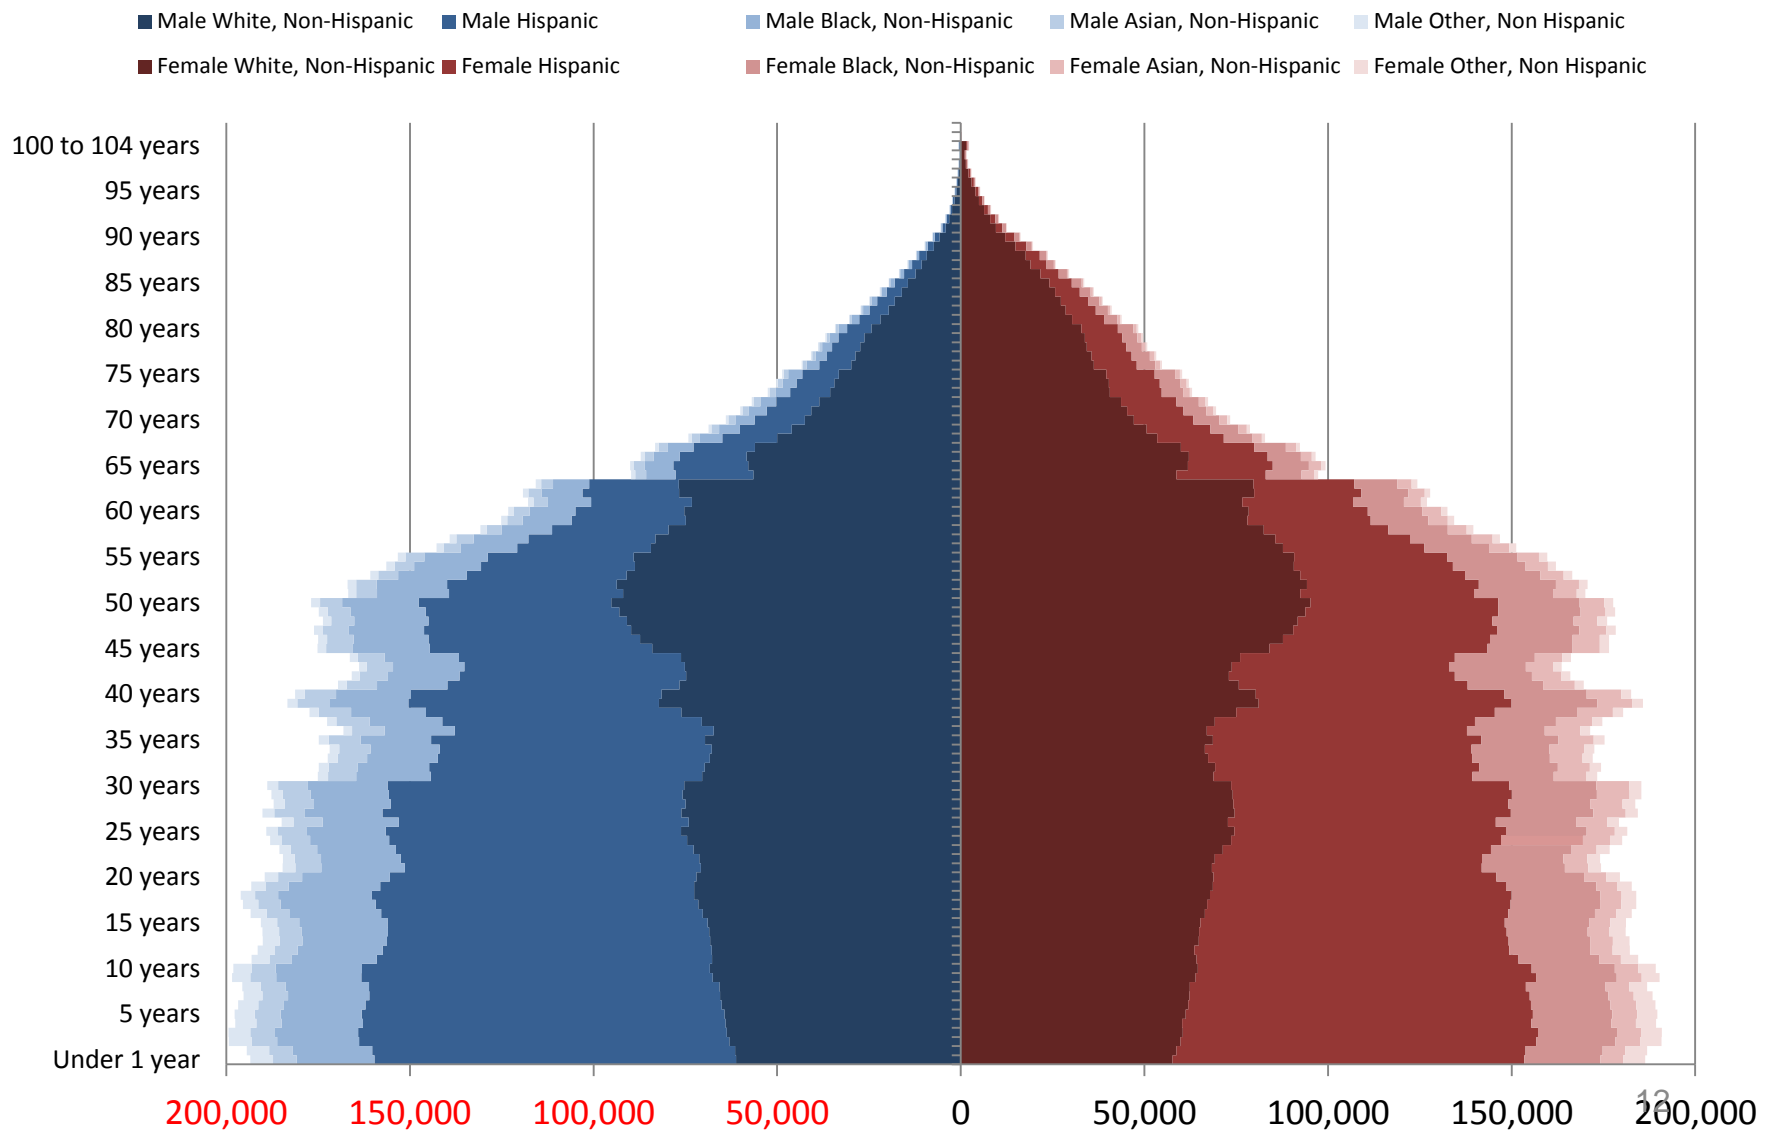 Male White, Non-Hispanic Male Hispanic Male Black, Non-Hispanic Male Asian, Non-Hispanic Male Other, Non Hispanic
Female White, Non-Hispanic Female Hispanic Female Black, Non-Hispanic Female Asian, Non-Hispanic Female Other, Non Hispanic
100 to 104 years
95 years
90 years
85 years
80 years
75 years
70 years
65 years
60 years
55 years
50 years
45 years
40 years
35 years
30 years
25 years
20 years
15 years
10 years
5 years
Under 1 year
200,000 150,000 100,000 50,000 0 50,000 100,000 150,000 200,000
12